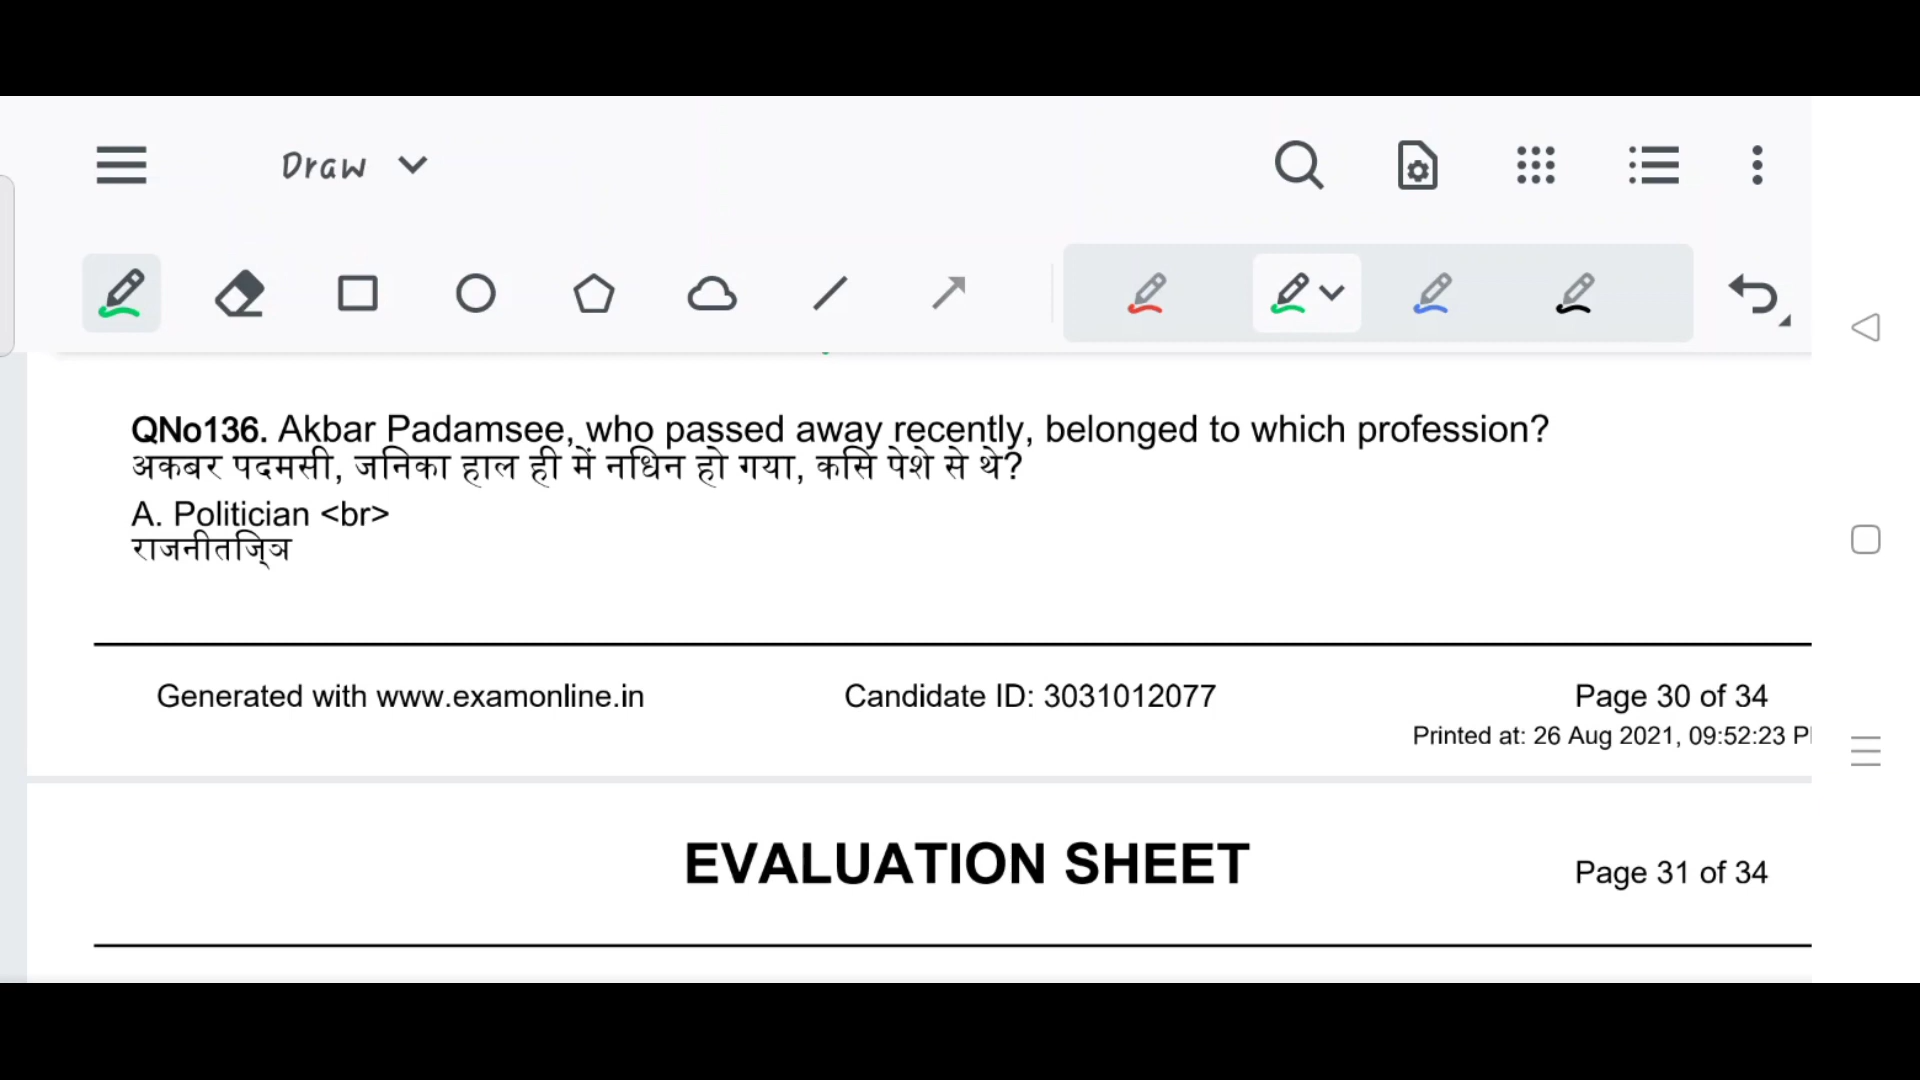 Draw
QNo136. Akbar Padamsee, who passed away recently, belonged to which profession?
अकबर पदमसी, जनिका हाल ही में नधिन हो गया, कसि पेशे से थे?
A. Politician <br>
राजनीतजि्ञ
Generated with www.examonline.in
Candidate ID: 3031012077
Page 30 of 34
Printed at: 26 Aug 2021, 09:52:23 P
EVALUATION SHEET
Page 31 of 34